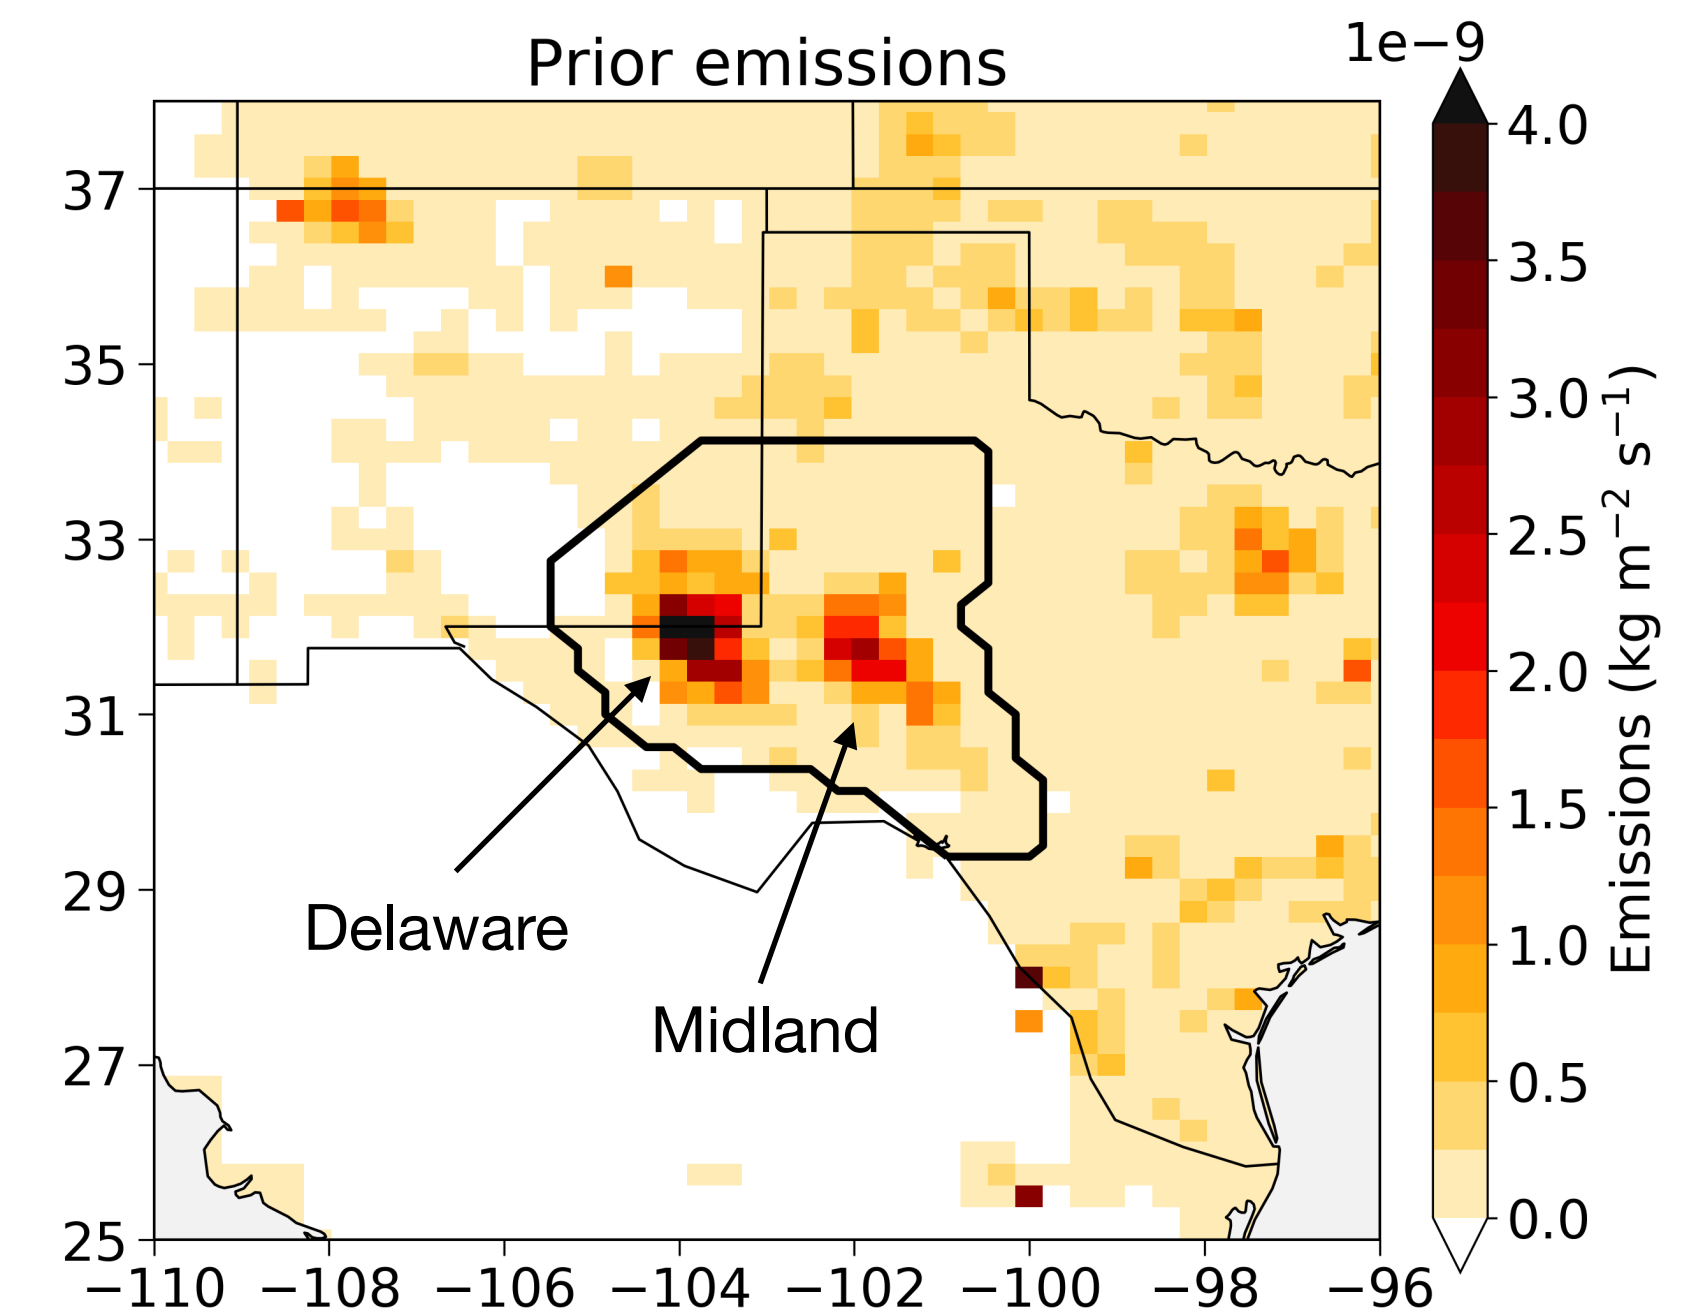 1e−9
Prior emissions
4.0
37
3.5
35
3.0
33
2.5
31
2.0
1.5
29
Delaware
1.0
Midland
27
0.5
0.0
25
−110 −108 −106 −104 −102 −100 −98 −96
Emissions (kg m⁻² s⁻¹)